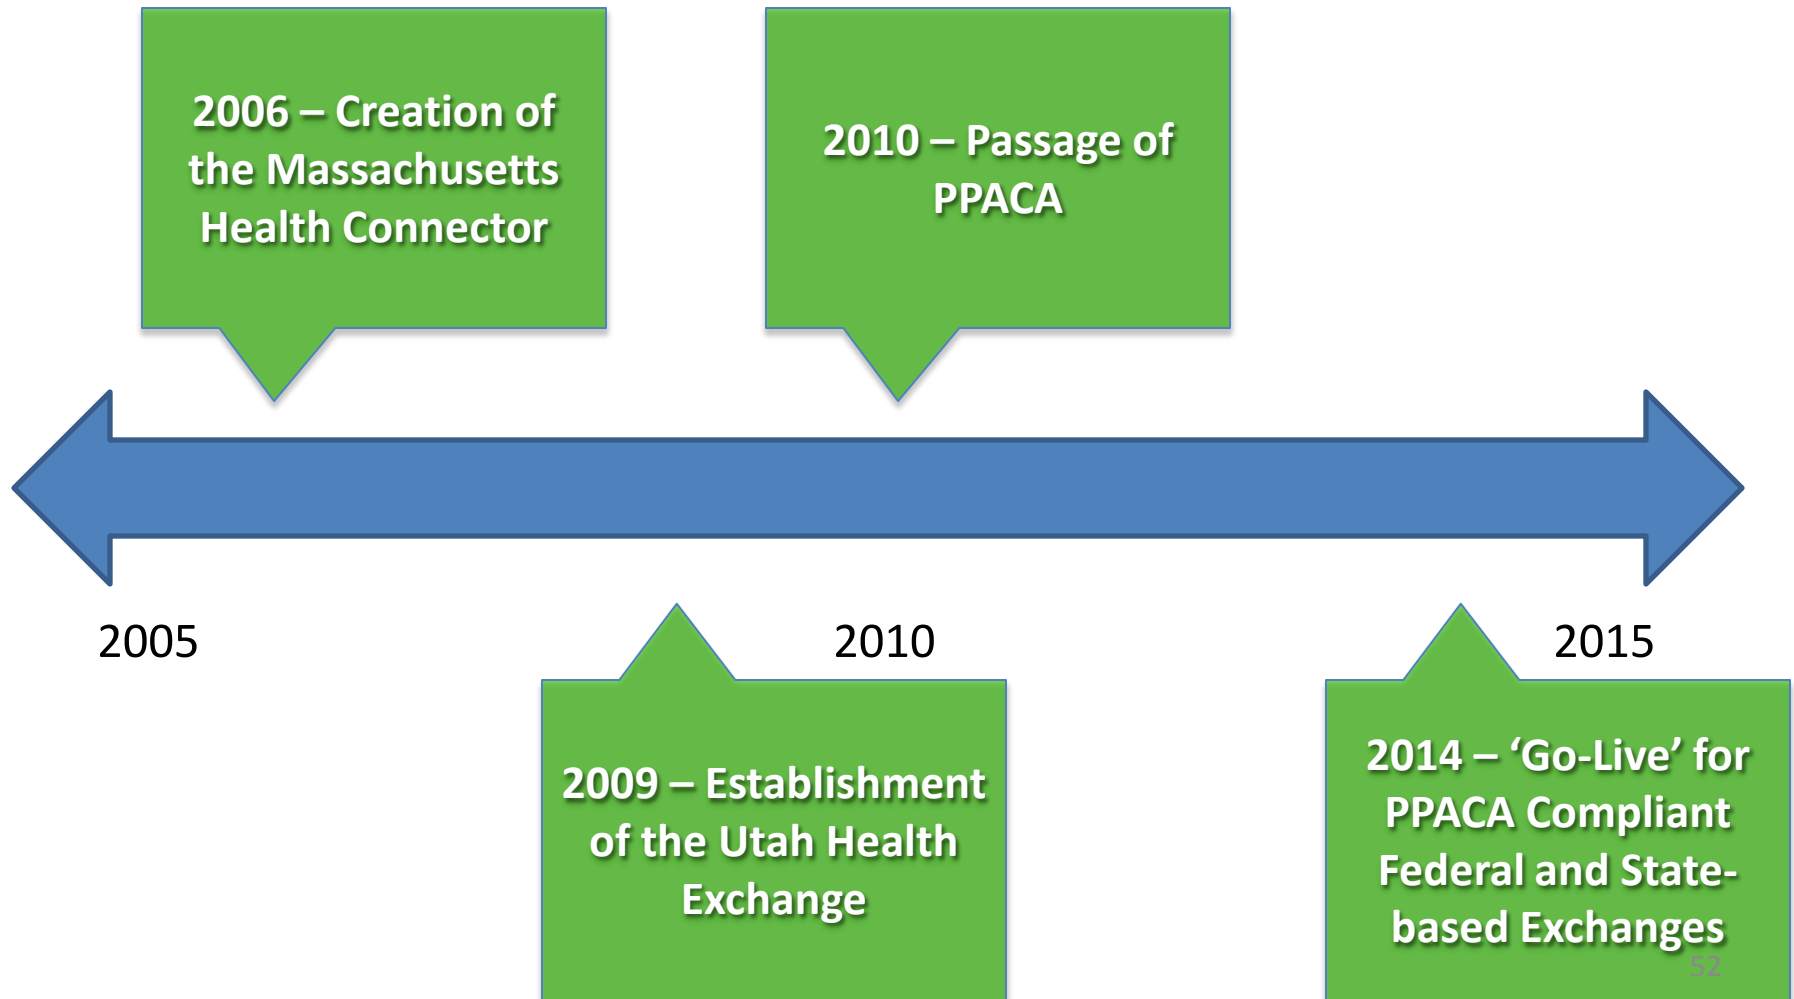 2006 – Creation of
the Massachusetts
Health Connector
2010 – Passage of
PPACA
2005
2010
2015
2009 – Establishment
of the Utah Health
Exchange
2014 – ‘Go-Live’ for
PPACA Compliant
Federal and State-
based Exchanges
52